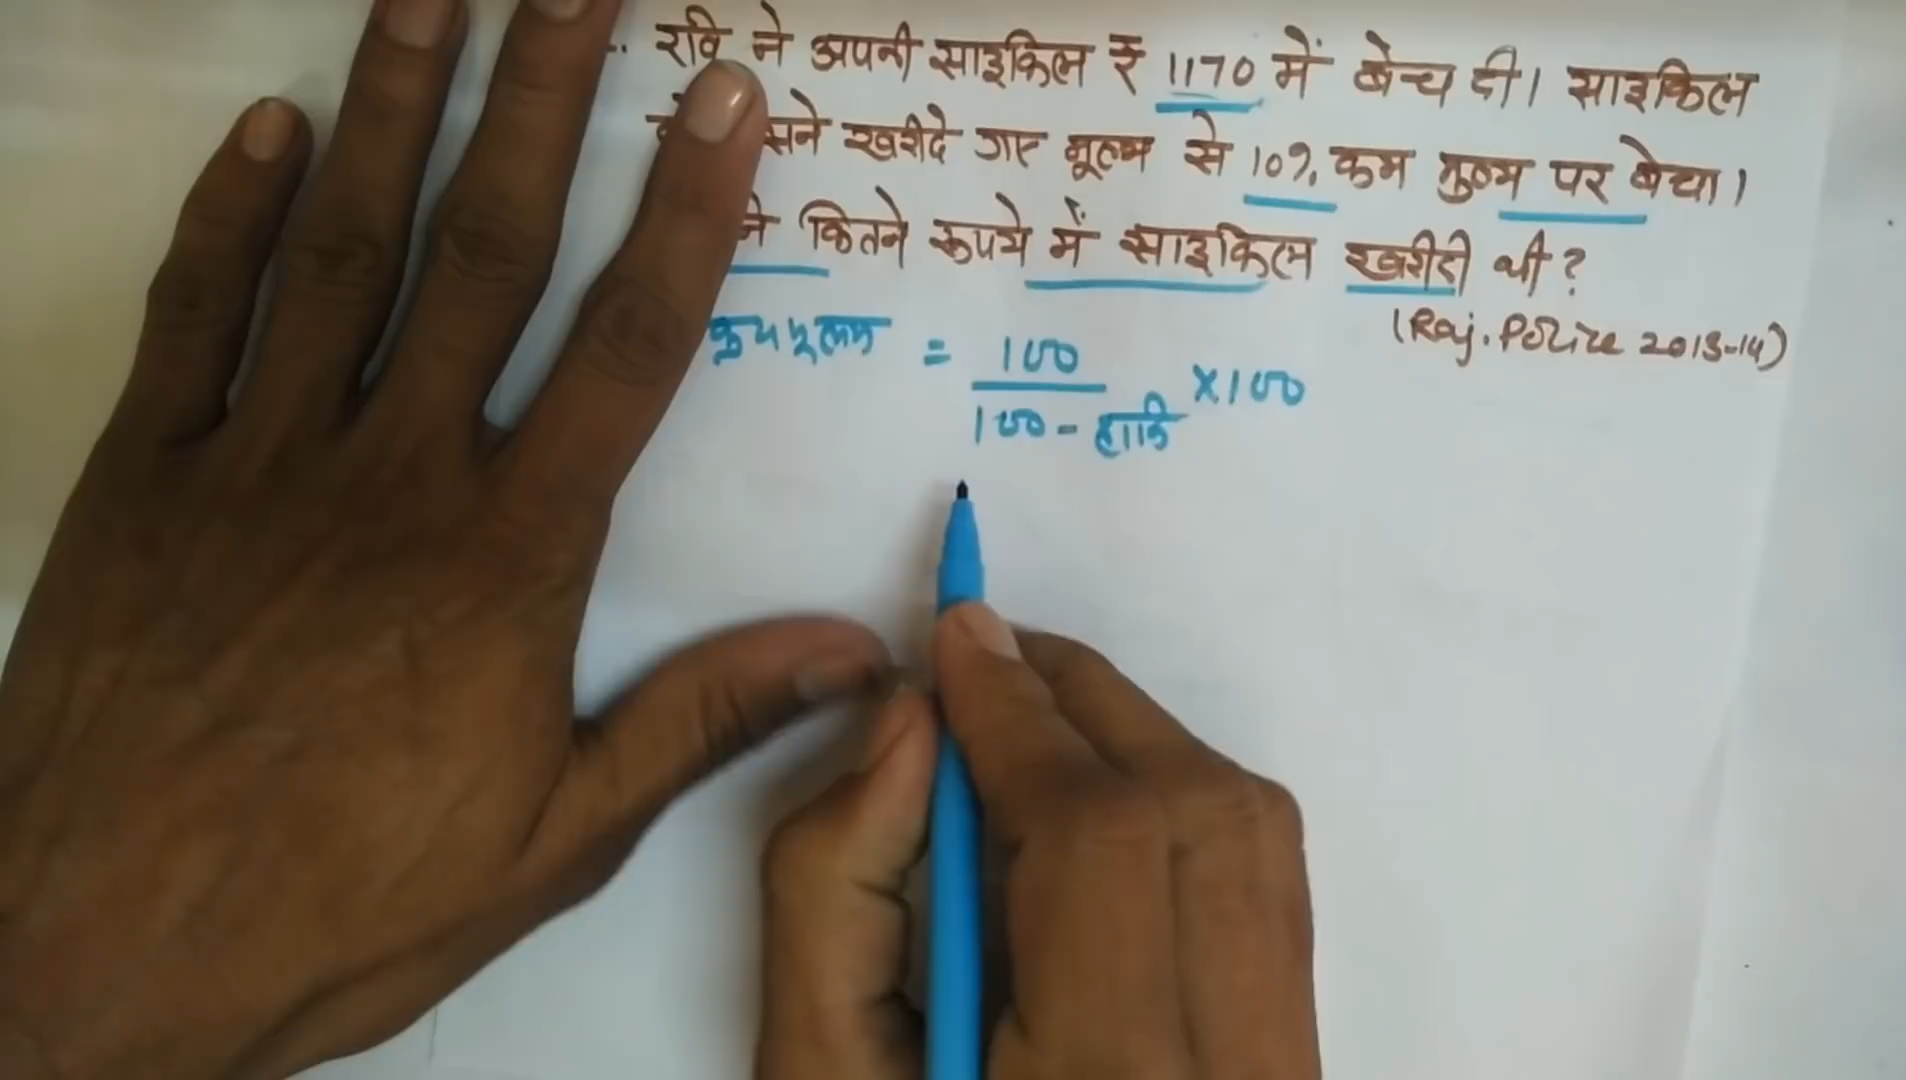 रवि ने अपनी साइकिल ₹ 1170 में बेच दी। साइकिल
खरीदे गए मूल्य से 10% कम मुल्य पर बेचा।
कितने रूपये में साइकिल खरीदी थी?
(Raj. Police 2013-14)
क्रय मूल्य = 100 / 100 - हानि × 100